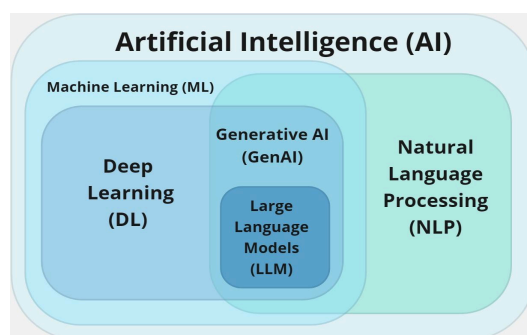 Artificial Intelligence (AI)
Machine Learning (ML)
Deep
Learning
(DL)
Generative AI
(GenAI)
Large
Language
Models
(LLM)
Natural
Language
Processing
(NLP)